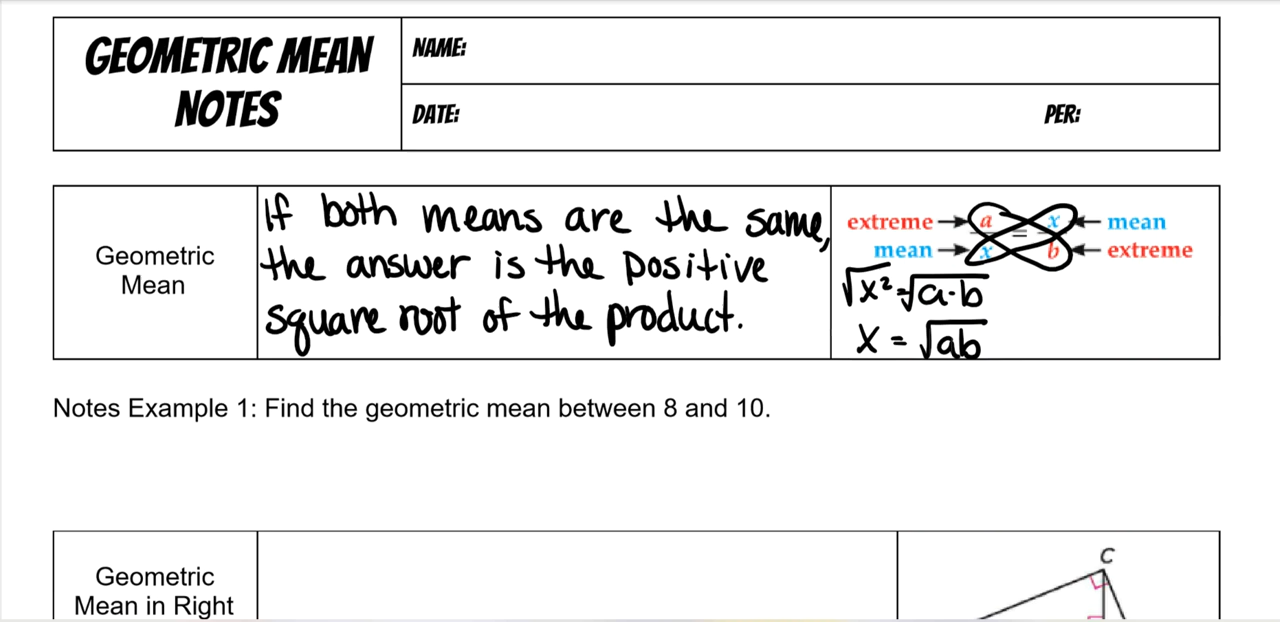 GEOMETRIC MEAN
NOTES
NAME:
DATE:
PER:
Geometric
Mean
If both means are the same,
the answer is the positive
square root of the product.
extreme a = x mean
mean x b extreme
√x² = √a·b
x = √ab
Notes Example 1: Find the geometric mean between 8 and 10.
Geometric
Mean in Right
C